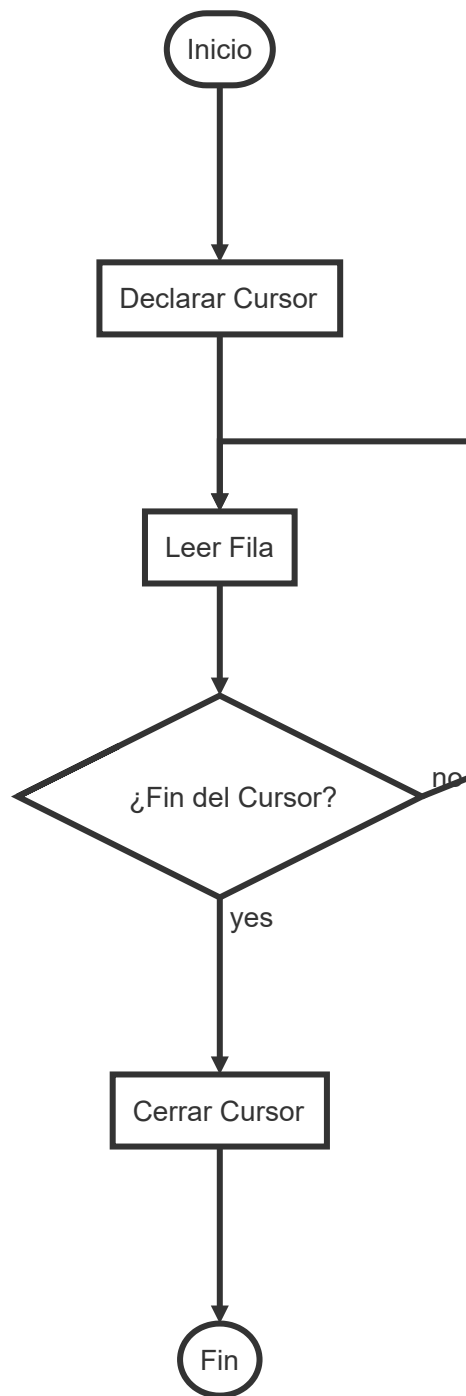 Inicio
Declarar Cursor
Leer Fila
¿Fin del Cursor?
no
yes
Cerrar Cursor
Fin